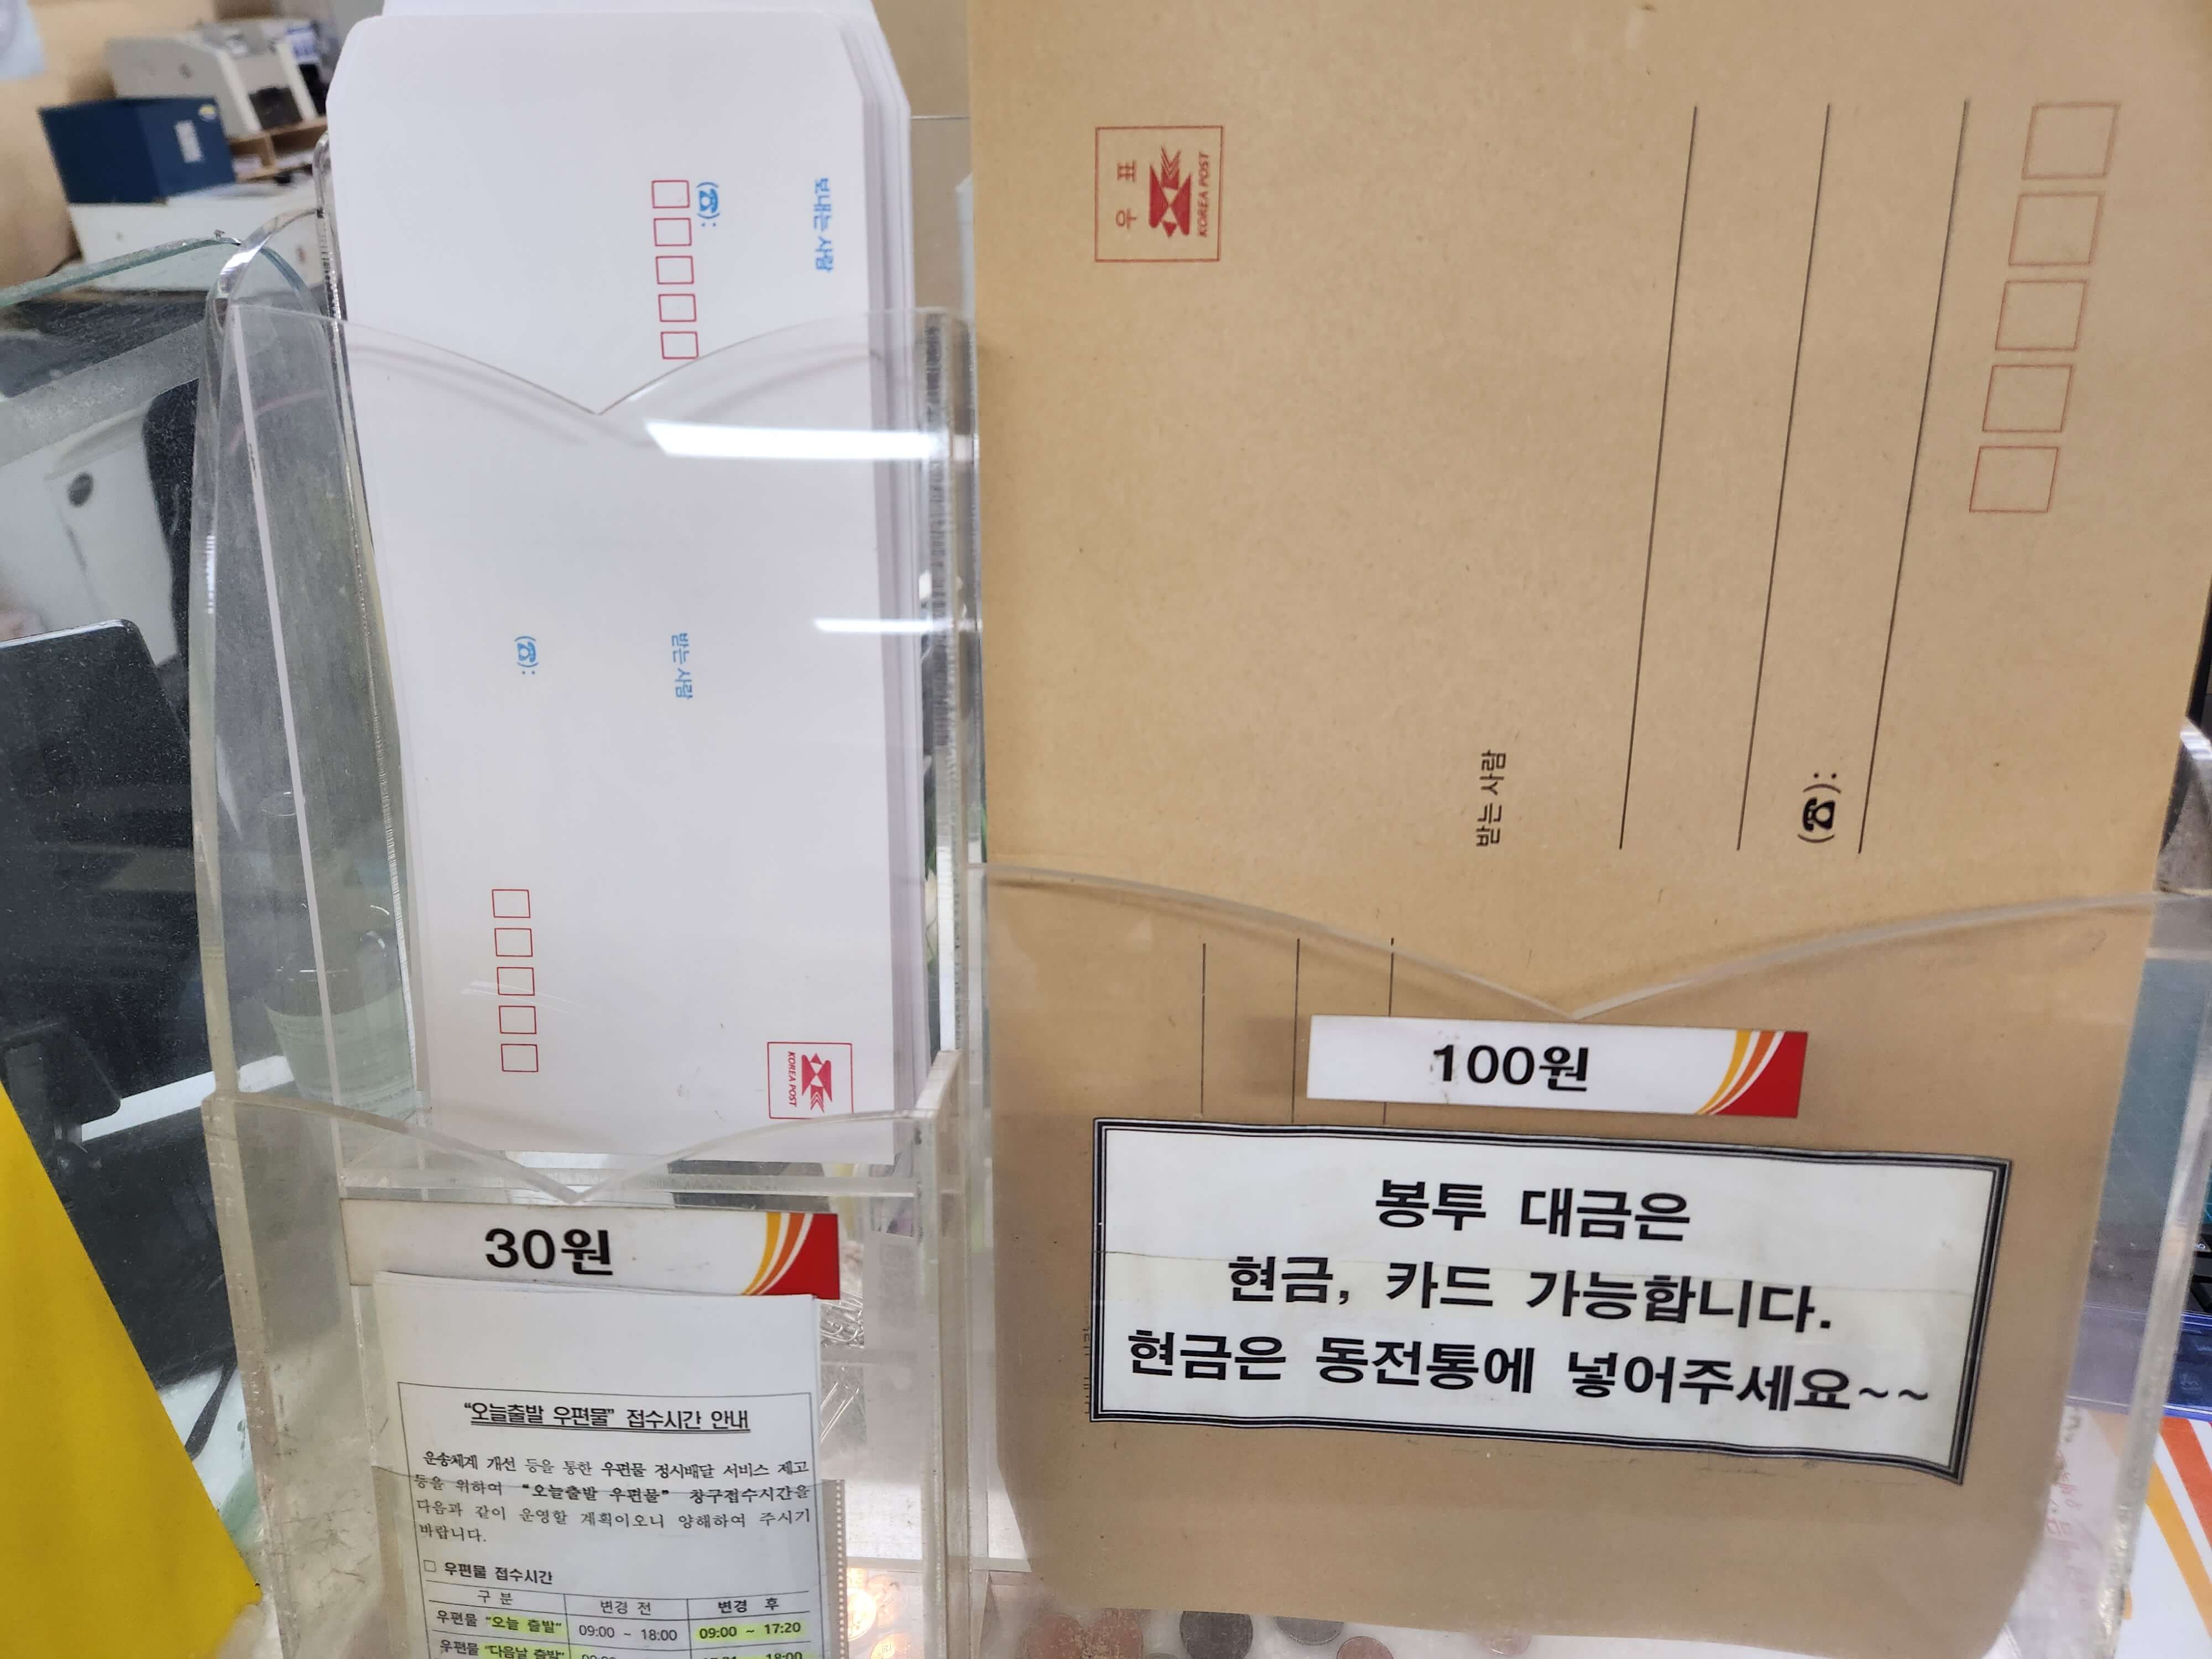 보내는 사람
(☎):
받는 사람
(☎):
KOREA POST
30원
“오늘출발 우편물” 접수시간 안내
운송체계 개선 등을 통한 우편물 정시배달 서비스 제고
등을 위하여 “오늘출발 우편물” 창구접수시간을
다음과 같이 운영할 계획이오니 양해하여 주시기
바랍니다.
□ 우편물 접수시간
구 분 변경 전 변경 후
우편물 “오늘 출발” 09:00 ~ 18:00 09:00 ~ 17:20
우편물 “다음날 출발” 18:00
우 표
KOREA POST
받는 사람
(☎):
100원
봉투 대금은
현금, 카드 가능합니다.
현금은 동전통에 넣어주세요~~